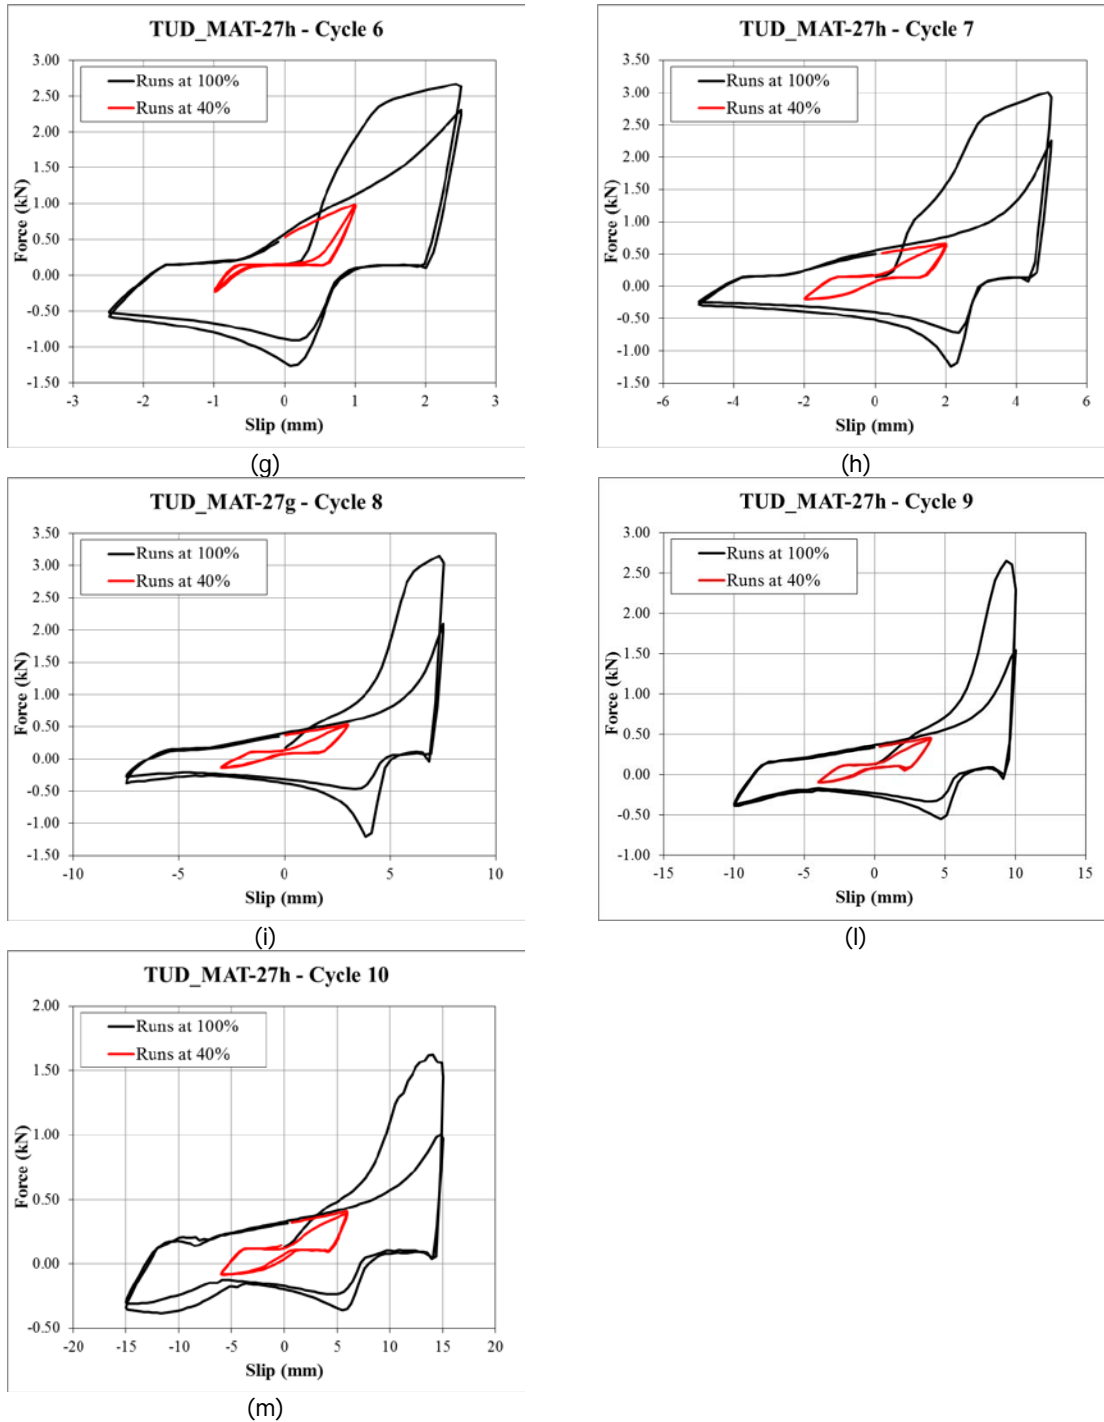 TUD_MAT-27h - Cycle 6
3.00
2.50
2.00
1.50
1.00
0.50
0.00
-0.50
-1.00
-1.50
Force (kN)
Runs at 100%
Runs at 40%
-3 -2 -1 0 1 2 3
Slip (mm)
(g)
TUD_MAT-27h - Cycle 7
3.50
3.00
2.50
2.00
1.50
1.00
0.50
0.00
-0.50
-1.00
-1.50
Force (kN)
Runs at 100%
Runs at 40%
-6 -4 -2 0 2 4 6
Slip (mm)
(h)
TUD_MAT-27g - Cycle 8
3.50
3.00
2.50
2.00
1.50
1.00
0.50
0.00
-0.50
-1.00
-1.50
Force (kN)
Runs at 100%
Runs at 40%
-10 -5 0 5 10
Slip (mm)
(i)
TUD_MAT-27h - Cycle 9
3.00
2.50
2.00
1.50
1.00
0.50
0.00
-0.50
-1.00
Force (kN)
Runs at 100%
Runs at 40%
-15 -10 -5 0 5 10 15
Slip (mm)
(l)
TUD_MAT-27h - Cycle 10
2.00
1.50
1.00
0.50
0.00
-0.50
Force (kN)
Runs at 100%
Runs at 40%
-20 -15 -10 -5 0 5 10 15 20
Slip (mm)
(m)